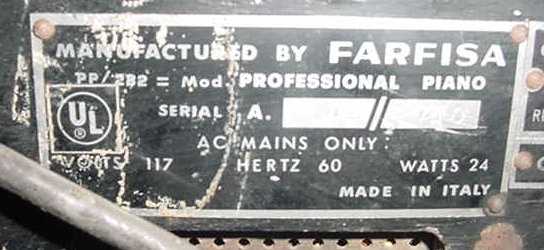 MANUFACTURED BY FARFISA
PP/232 = Mod. PROFESSIONAL PIANO
UL
SERIAL A. //
AC MAINS ONLY:
VOLTS 117 HERTZ 60 WATTS 24
MADE IN ITALY